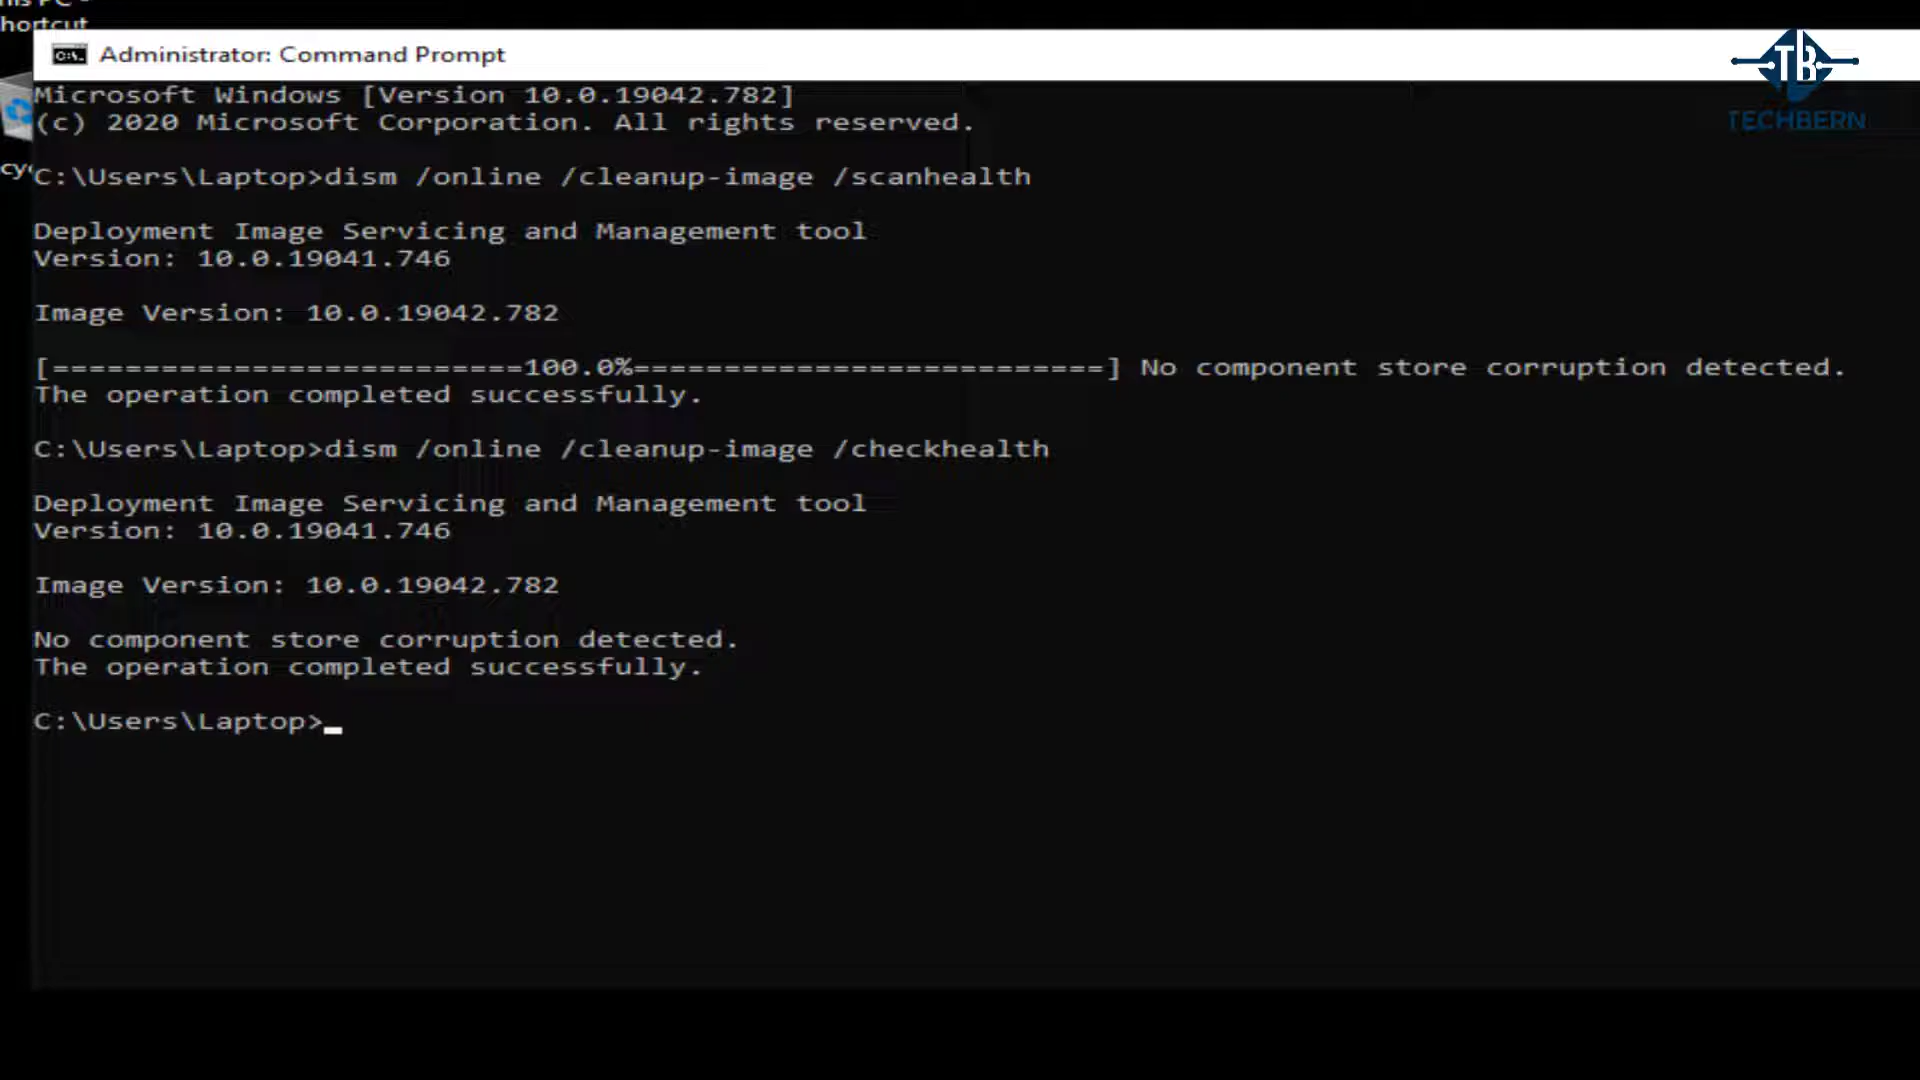 hortcut
Administrator: Command Prompt
TB
TECHBERN
Microsoft Windows [Version 10.0.19042.782]
(c) 2020 Microsoft Corporation. All rights reserved.
C:\Users\Laptop>dism /online /cleanup-image /scanhealth
Deployment Image Servicing and Management tool
Version: 10.0.19041.746
Image Version: 10.0.19042.782
[==========================100.0%==========================] No component store corruption detected.
The operation completed successfully.
C:\Users\Laptop>dism /online /cleanup-image /checkhealth
Deployment Image Servicing and Management tool
Version: 10.0.19041.746
Image Version: 10.0.19042.782
No component store corruption detected.
The operation completed successfully.
C:\Users\Laptop>